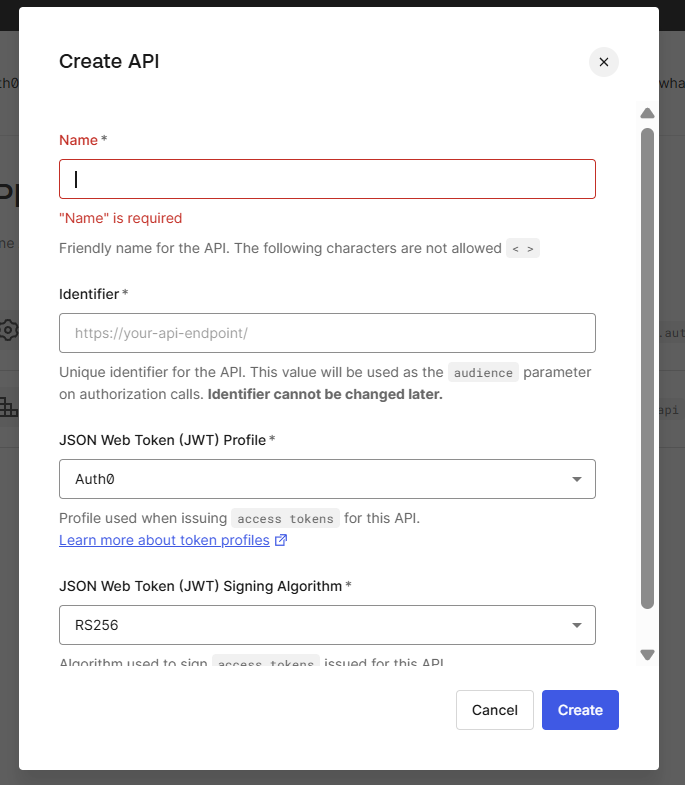 Create API
Name *
"Name" is required
Friendly name for the API. The following characters are not allowed < >
Identifier *
https://your-api-endpoint/
Unique identifier for the API. This value will be used as the audience parameter
on authorization calls. Identifier cannot be changed later.
JSON Web Token (JWT) Profile *
Auth0
Profile used when issuing access tokens for this API.
Learn more about token profiles
JSON Web Token (JWT) Signing Algorithm *
RS256
Algorithm used to sign access tokens issued for this API
Cancel
Create